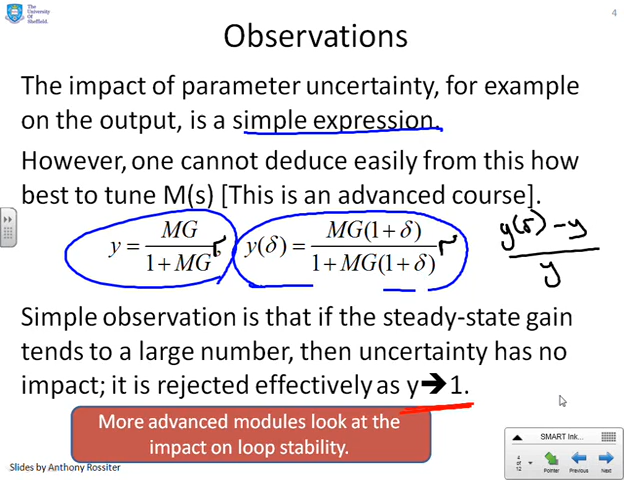 The
University
Of
Sheffield.
4
Observations
The impact of parameter uncertainty, for example
on the output, is a simple expression.
However, one cannot deduce easily from this how
best to tune M(s) [This is an advanced course].
y = MG / (1 + MG) r, y(δ) = MG(1 + δ) / (1 + MG(1 + δ)) r
(y(δ) - y) / y
Simple observation is that if the steady-state gain
tends to a large number, then uncertainty has no
impact; it is rejected effectively as y➔1.
More advanced modules look at the
impact on loop stability.
SMART Ink...
4
of
12
Pointer Previous Next
Slides by Anthony Rossiter